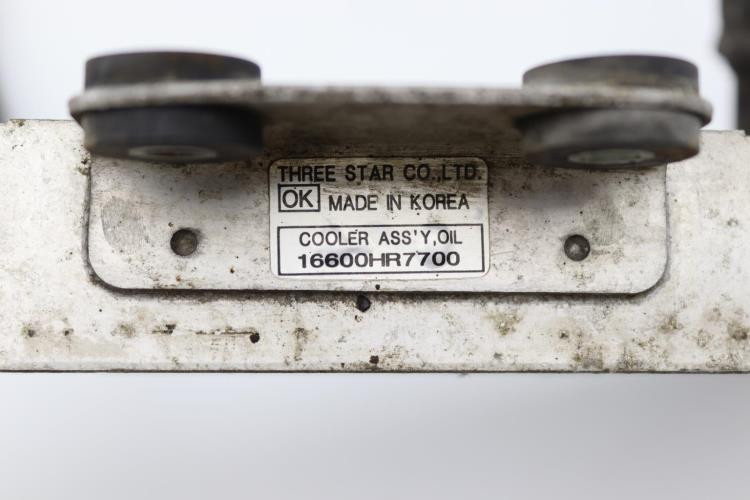 THREE STAR CO.,LTD.
OK MADE IN KOREA
COOLER ASS'Y,OIL
16600HR7700